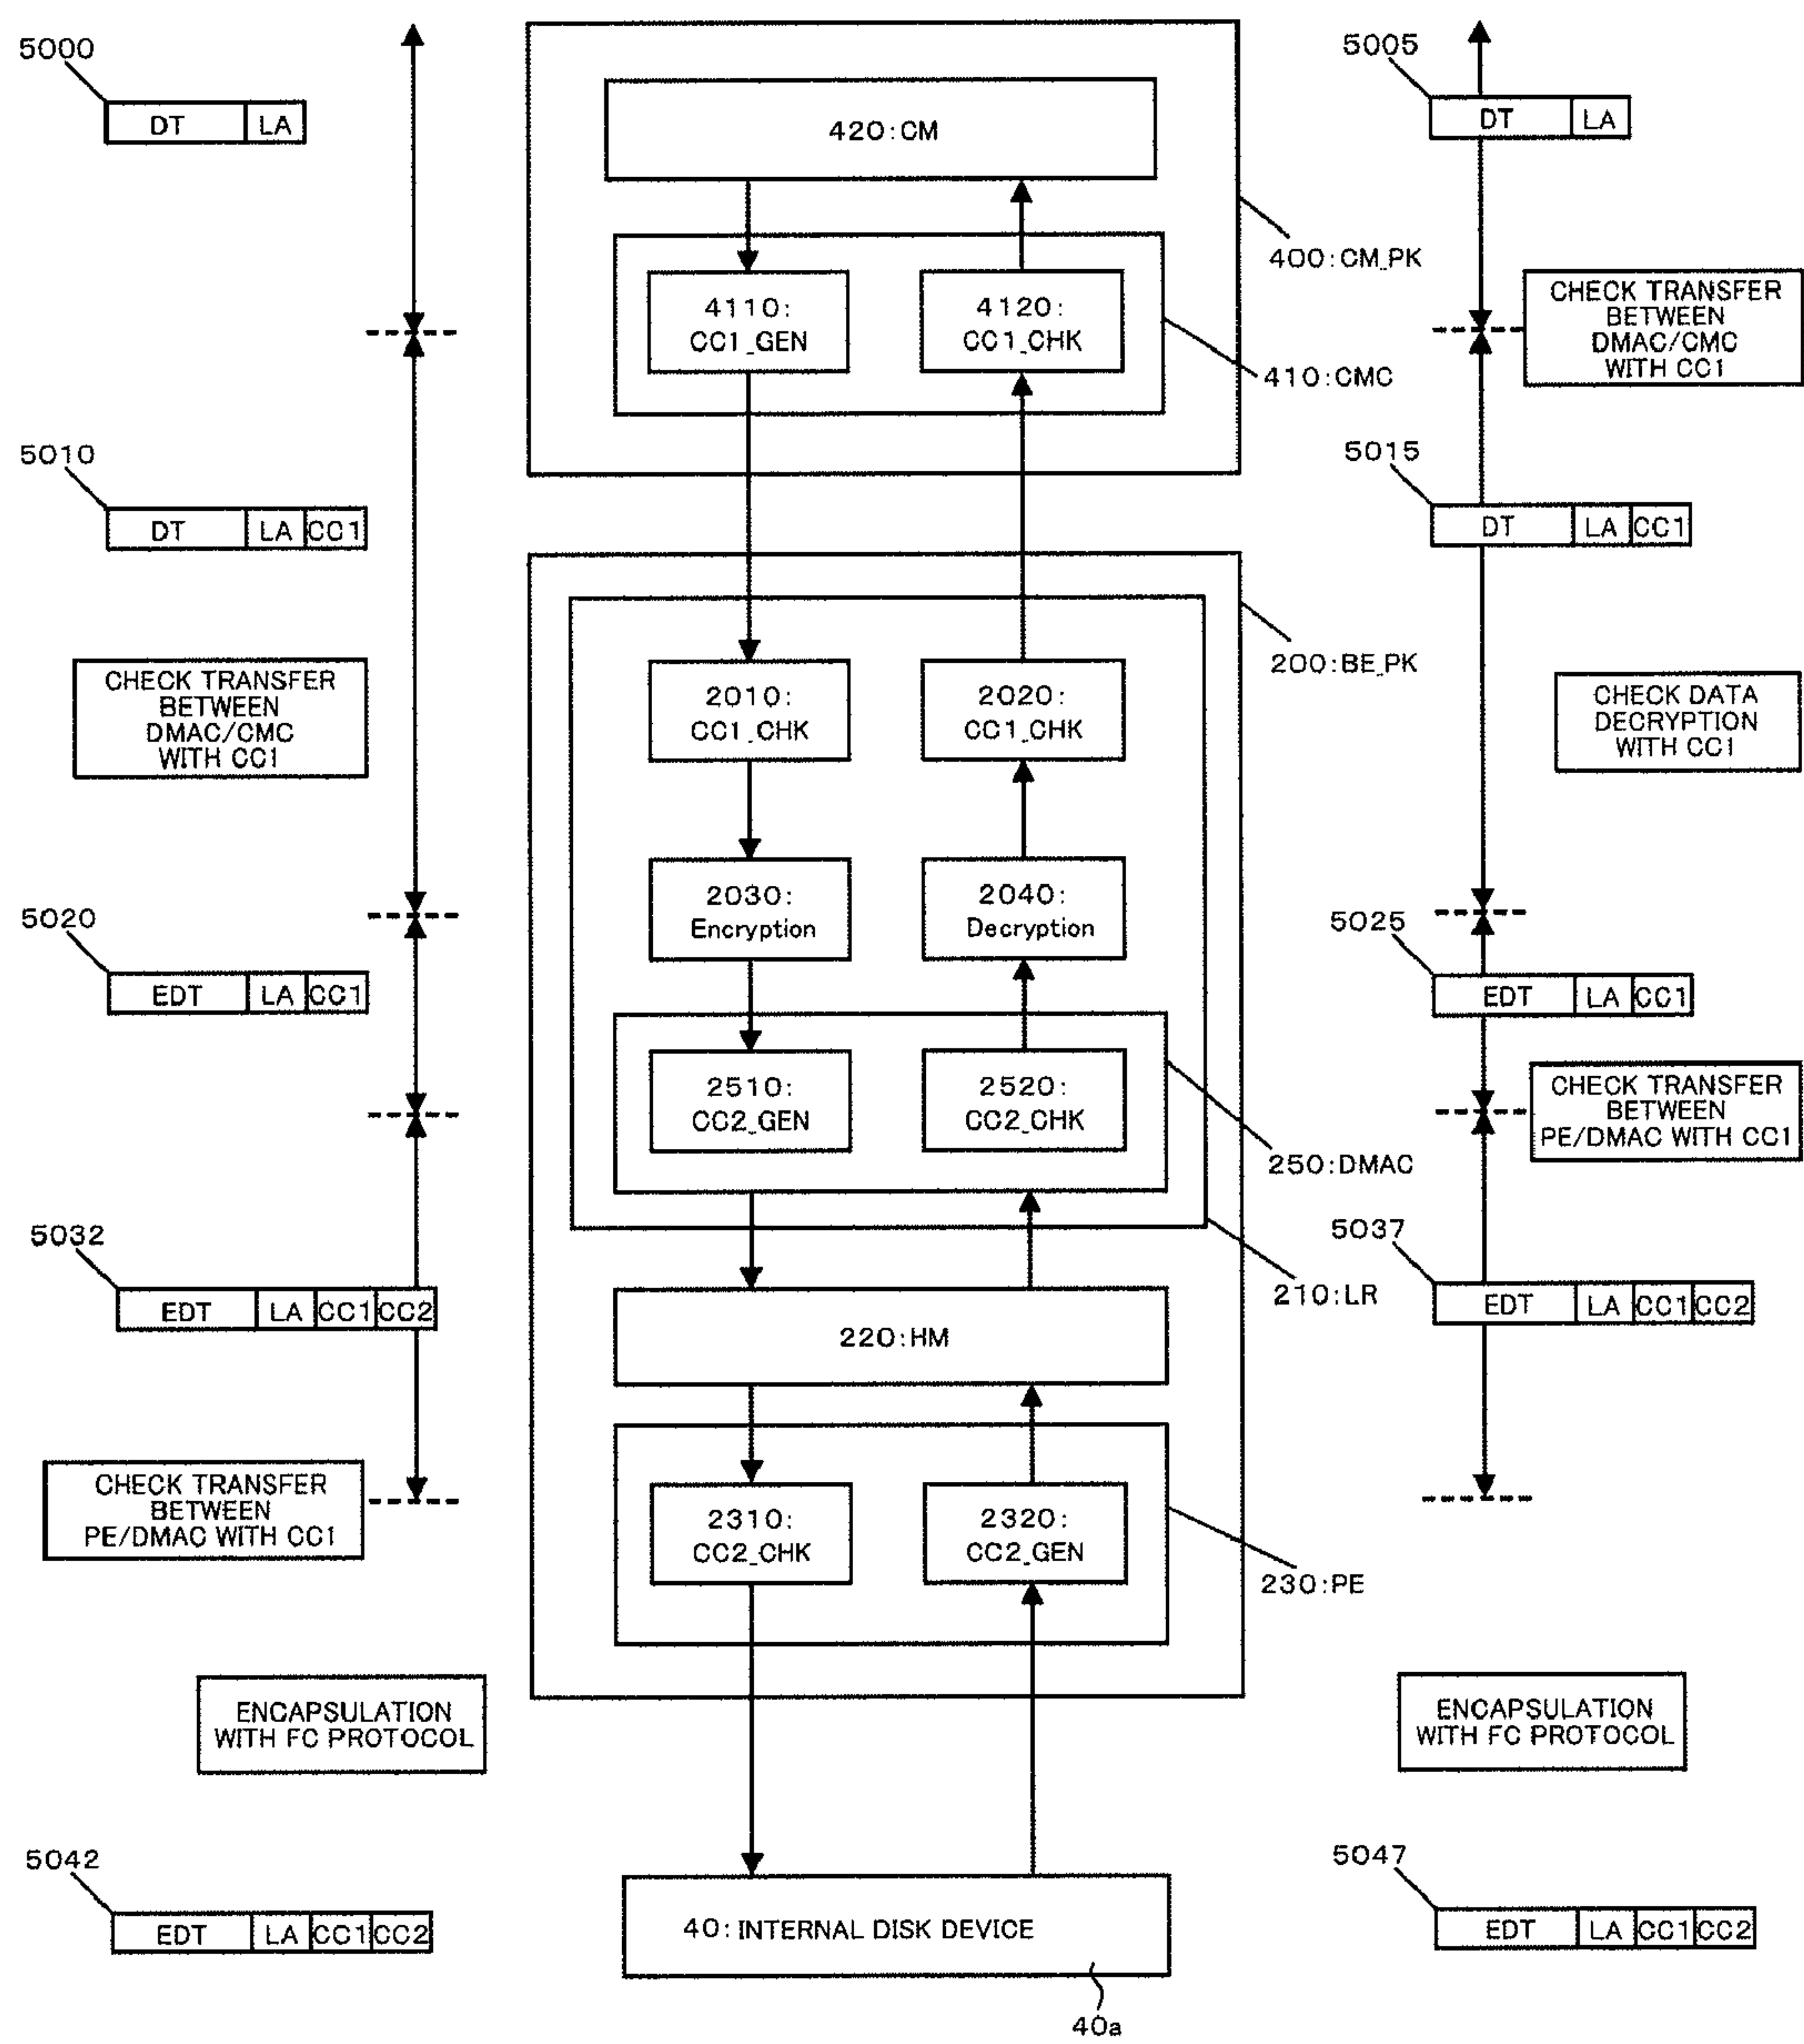 5000
DT LA
5010
DT LA CC1
CHECK TRANSFER
BETWEEN
DMAC/CMC
WITH CC1
5020
EDT LA CC1
5032
EDT LA CC1 CC2
CHECK TRANSFER
BETWEEN
PE/DMAC WITH CC1
ENCAPSULATION
WITH FC PROTOCOL
5042
EDT LA CC1 CC2
420:CM
4110:
CC1_GEN
4120:
CC1_CHK
400:CM_PK
410:CMC
2010:
CC1_CHK
2020:
CC1_CHK
200:BE_PK
2030:
Encryption
2040:
Decryption
2510:
CC2_GEN
2520:
CC2_CHK
250:DMAC
210:LR
220:HM
2310:
CC2_CHK
2320:
CC2_GEN
230:PE
40:INTERNAL DISK DEVICE
40a
5005
DT LA
CHECK TRANSFER
BETWEEN
DMAC/CMC
WITH CC1
5015
DT LA CC1
CHECK DATA
DECRYPTION
WITH CC1
5025
EDT LA CC1
CHECK TRANSFER
BETWEEN
PE/DMAC WITH CC1
5037
EDT LA CC1 CC2
ENCAPSULATION
WITH FC PROTOCOL
5047
EDT LA CC1 CC2